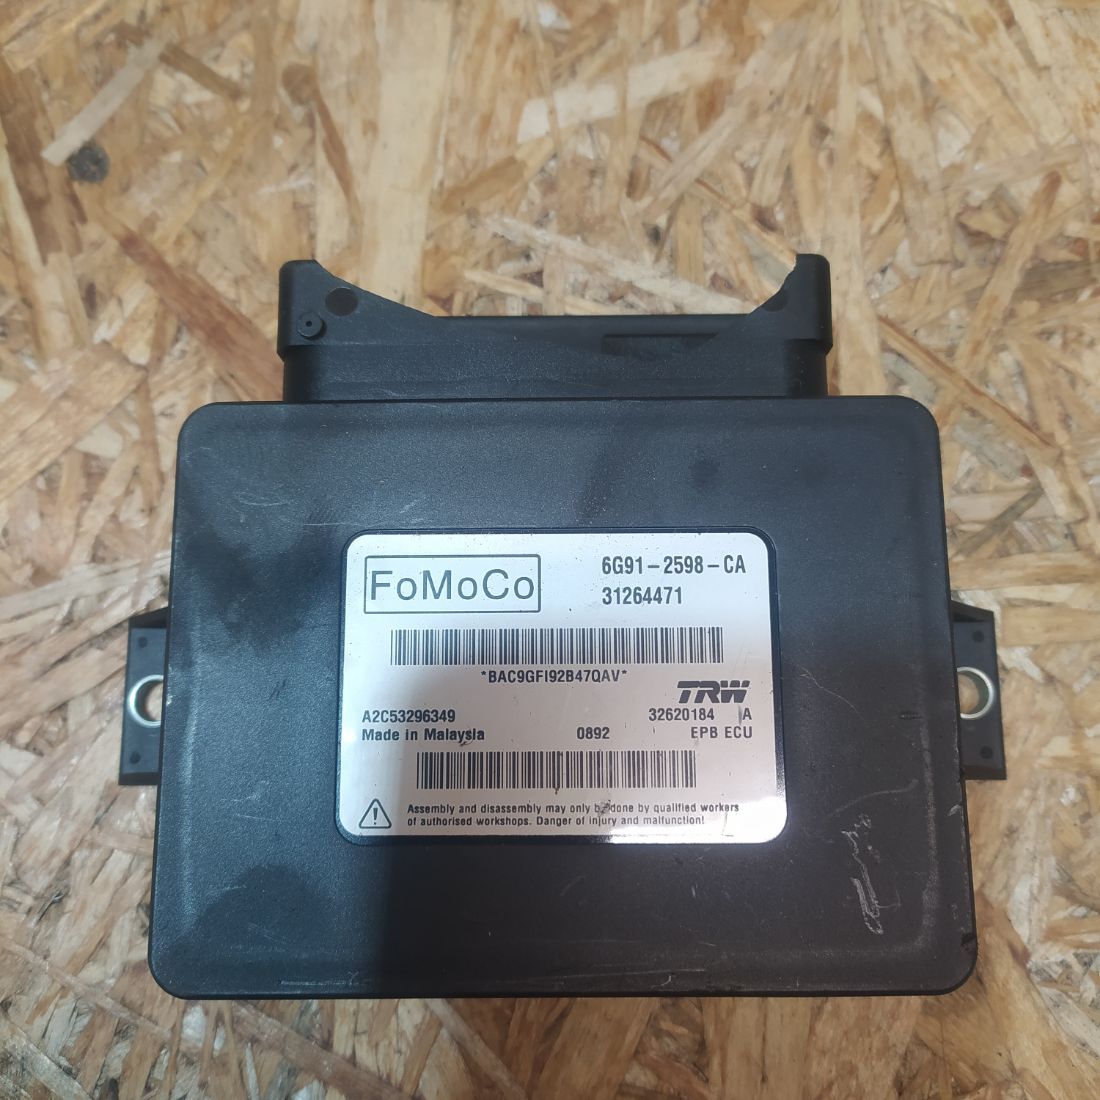 FoMoCo
6G91-2598-CA
31264471
*BAC9GFI92B47QAV*
TRW
A2C53296349 32620184 A
Made in Malaysia 0892 EPB ECU
Assembly and disassembly may only be done by qualified workers
of authorised workshops. Danger of injury and malfunction!